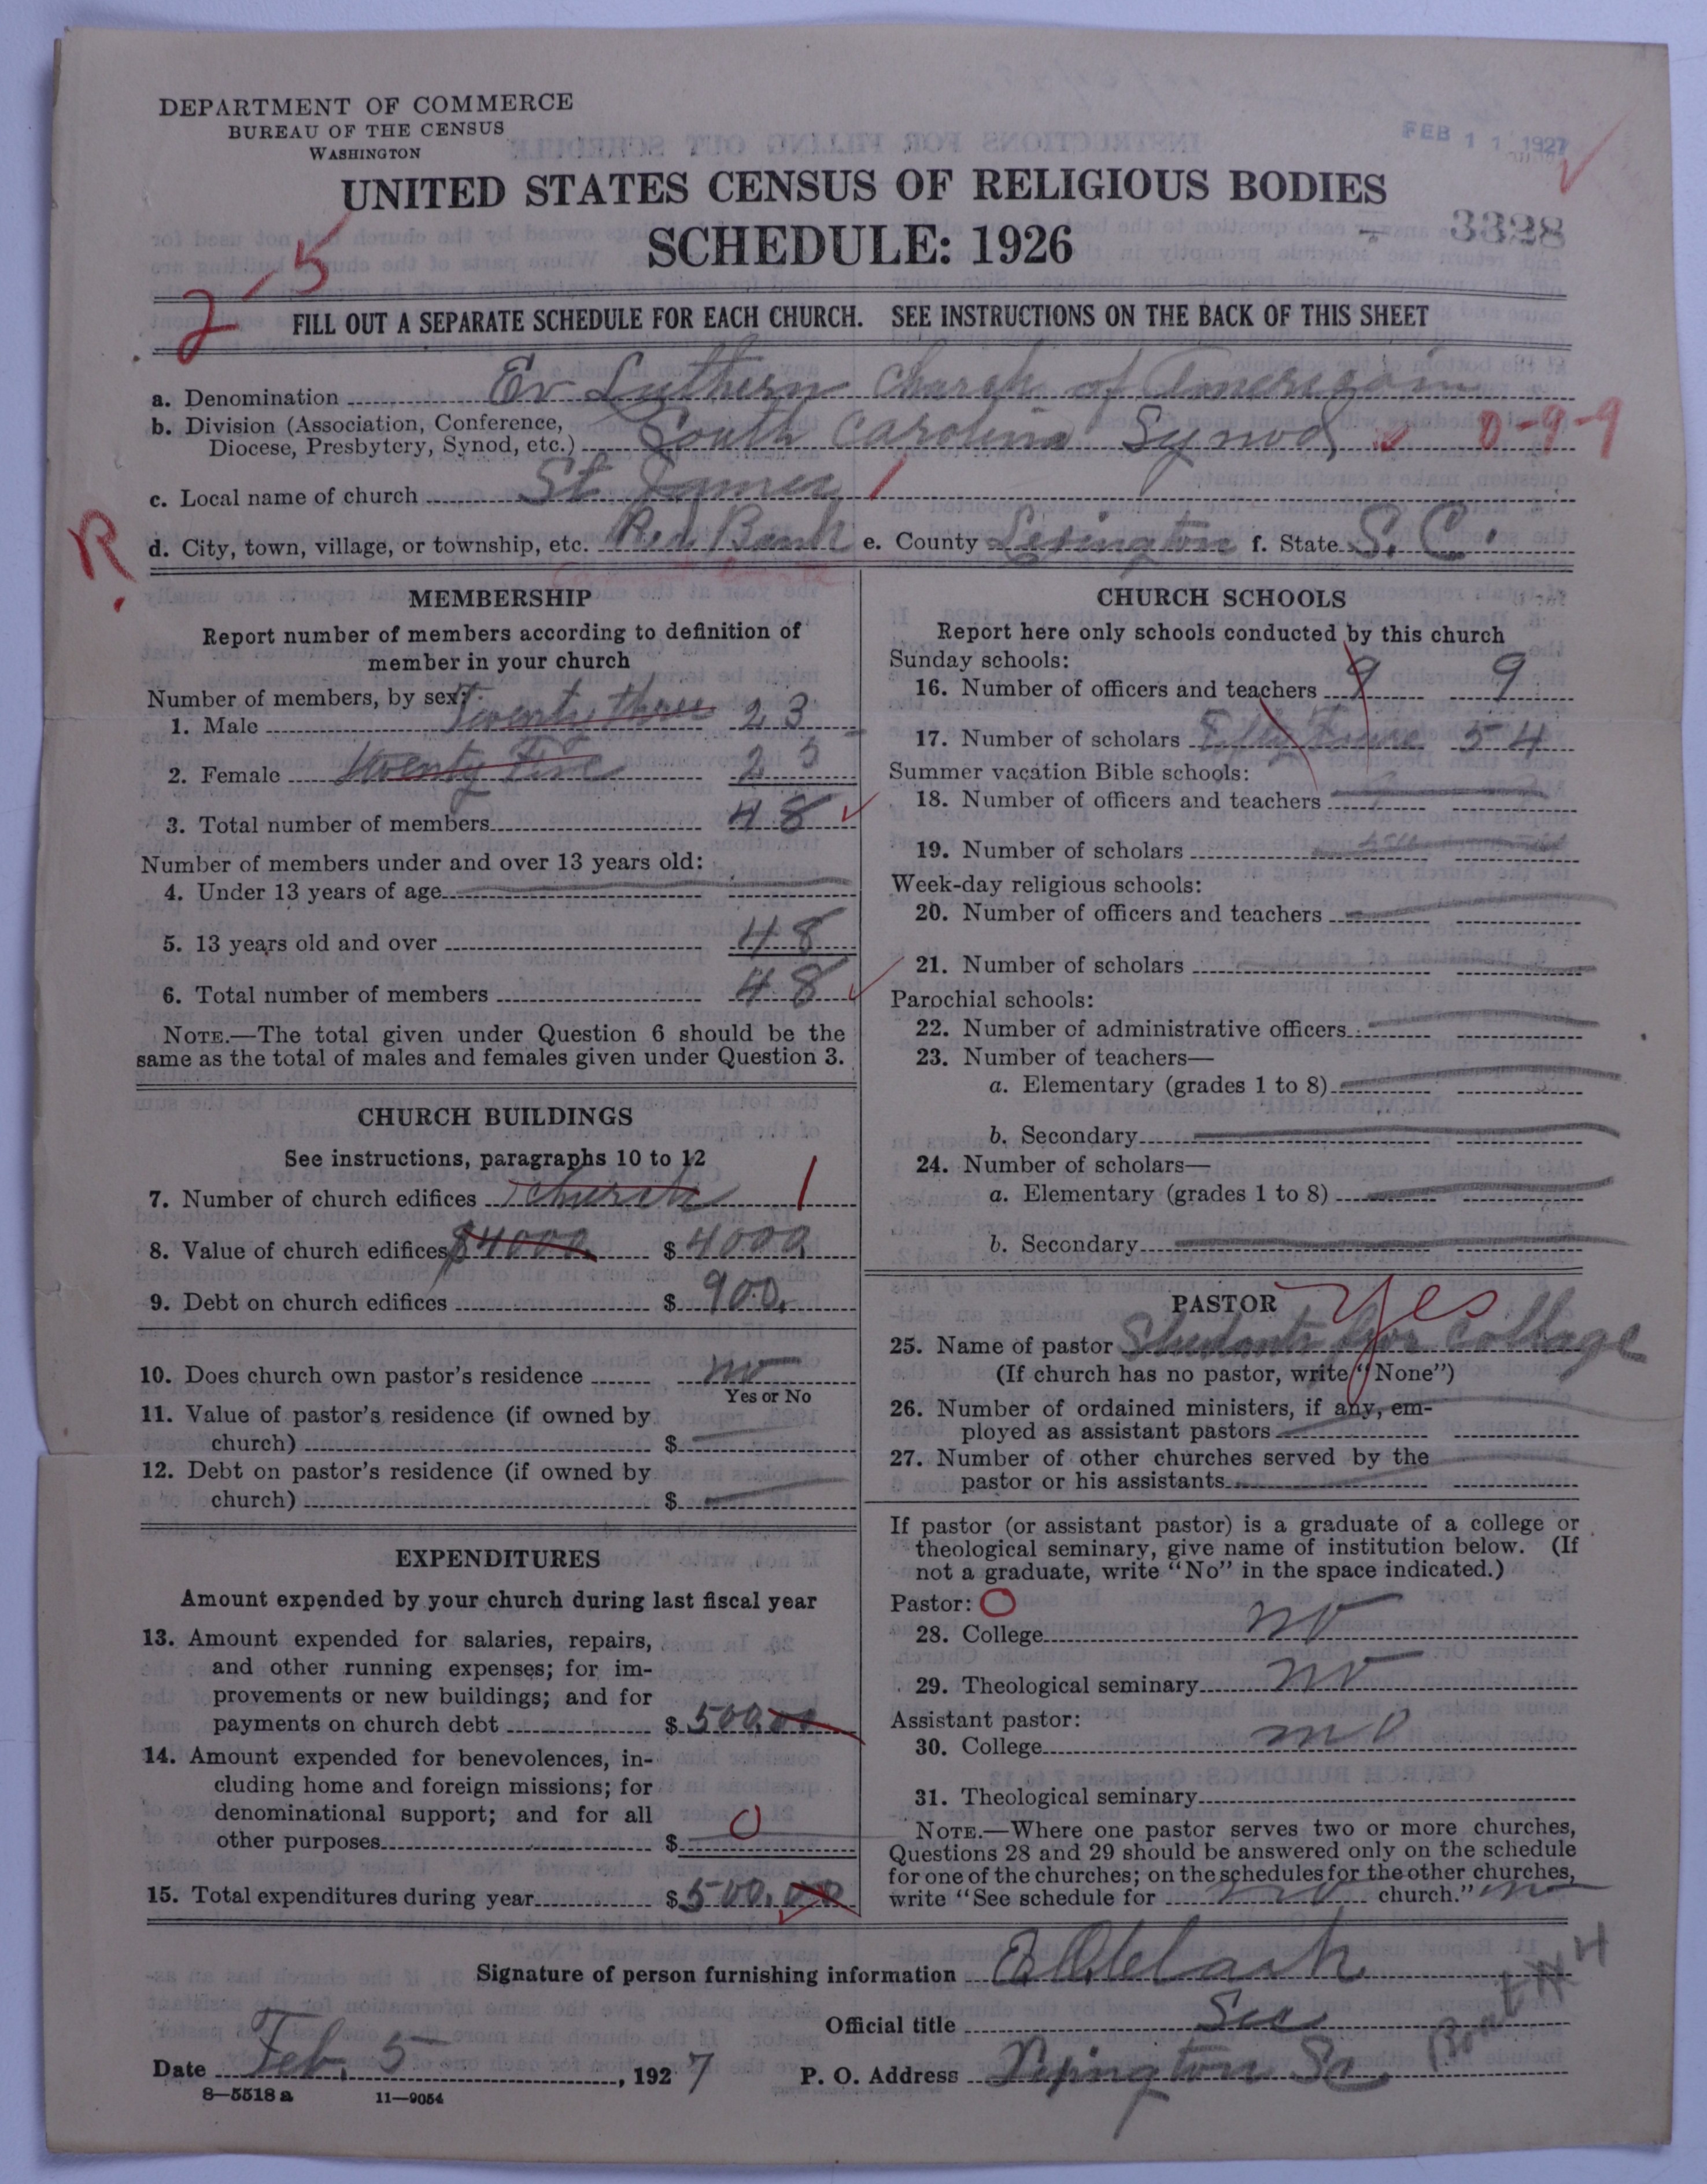 DEPARTMENT OF COMMERCE
BUREAU OF THE CENSUS
WASHINGTON
FEB 11 1927
UNITED STATES CENSUS OF RELIGIOUS BODIES
SCHEDULE: 1926
3328
2-5
FILL OUT A SEPARATE SCHEDULE FOR EACH CHURCH. SEE INSTRUCTIONS ON THE BACK OF THIS SHEET
a. Denomination Ev Luthern Church of
b. Division (Association, Conference,
Diocese, Presbytery, Synod, etc.) South Carolina Synod 0-9-9
c. Local name of church St James
R.
d. City, town, village, or township, etc. Red Bank e. County Lexington f. State S. C.
MEMBERSHIP
Report number of members according to definition of
member in your church
Number of members, by sex:
1. Male Twenty three 23
2. Female twenty Five 25
3. Total number of members 48
Number of members under and over 13 years old:
4. Under 13 years of age
5. 13 years old and over 48
6. Total number of members 48
NOTE.—The total given under Question 6 should be the
same as the total of males and females given under Question 3.
CHURCH BUILDINGS
See instructions, paragraphs 10 to 12
7. Number of church edifices 1 church 1
8. Value of church edifices $4000 $ 4000
9. Debt on church edifices $ 900.
10. Does church own pastor's residence no
Yes or No
11. Value of pastor's residence (if owned by
church) $
12. Debt on pastor's residence (if owned by
church) $
EXPENDITURES
Amount expended by your church during last fiscal year
13. Amount expended for salaries, repairs,
and other running expenses; for im-
provements or new buildings; and for
payments on church debt $ 500.00
14. Amount expended for benevolences, in-
cluding home and foreign missions; for
denominational support; and for all
other purposes $ 0
15. Total expenditures during year $ 500.00
CHURCH SCHOOLS
Report here only schools conducted by this church
Sunday schools:
16. Number of officers and teachers 9 9
17. Number of scholars 54
Summer vacation Bible schools:
18. Number of officers and teachers
19. Number of scholars
Week-day religious schools:
20. Number of officers and teachers
21. Number of scholars
Parochial schools:
22. Number of administrative officers
23. Number of teachers—
a. Elementary (grades 1 to 8)
b. Secondary
24. Number of scholars—
a. Elementary (grades 1 to 8)
b. Secondary
PASTOR yes
25. Name of pastor Students College
(If church has no pastor, write "None")
26. Number of ordained ministers, if any, em-
ployed as assistant pastors
27. Number of other churches served by the
pastor or his assistants
If pastor (or assistant pastor) is a graduate of a college or
theological seminary, give name of institution below. (If
not a graduate, write "No" in the space indicated.)
Pastor: O
28. College no
29. Theological seminary no
Assistant pastor:
30. College no
31. Theological seminary
NOTE.—Where one pastor serves two or more churches,
Questions 28 and 29 should be answered only on the schedule
for one of the churches; on the schedules for the other churches,
write "See schedule for no church." no
Signature of person furnishing information
Official title Sec
Date Feb. 5, 1927 P. O. Address Lexington SC
8—5518a 11—9054